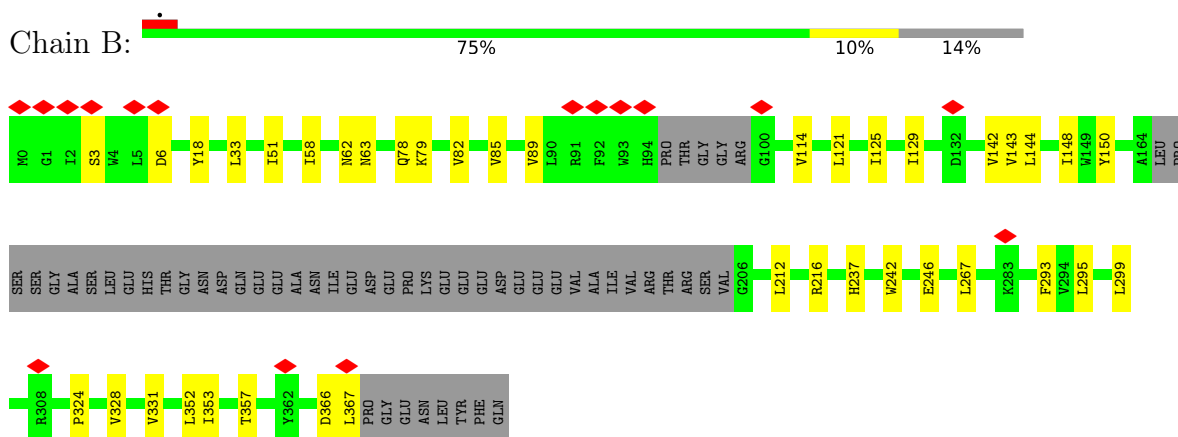 Chain B:
75% 10% 14%
M0 G1 I2 S3 W4 L5 D6 Y18 L33 I51 I58 N62 N63 Q78 K79 V82 V85 V89 L90 R91 F92 W93 H94 PRO THR GLY GLY ARG G100 V114 L121 I125 I129 D132 V142 V143 L144 I148 W149 Y150 A164 LEU PRO
SER SER GLY ALA SER LEU GLU HIS THR GLY ASN ASP GLN GLU GLU ALA ASN ILE GLU ASP GLU PRO LYS GLU GLU GLU ASP GLU GLU GLU VAL ALA ILE VAL ARG THR ARG SER VAL G206 L212 R216 H237 W242 E246 L267 K283 F293 V294 L295 L299
R308 P324 V328 V331 L352 I353 T357 Y362 D366 L367 PRO GLY GLU ASN LEU TYR PHE GLN